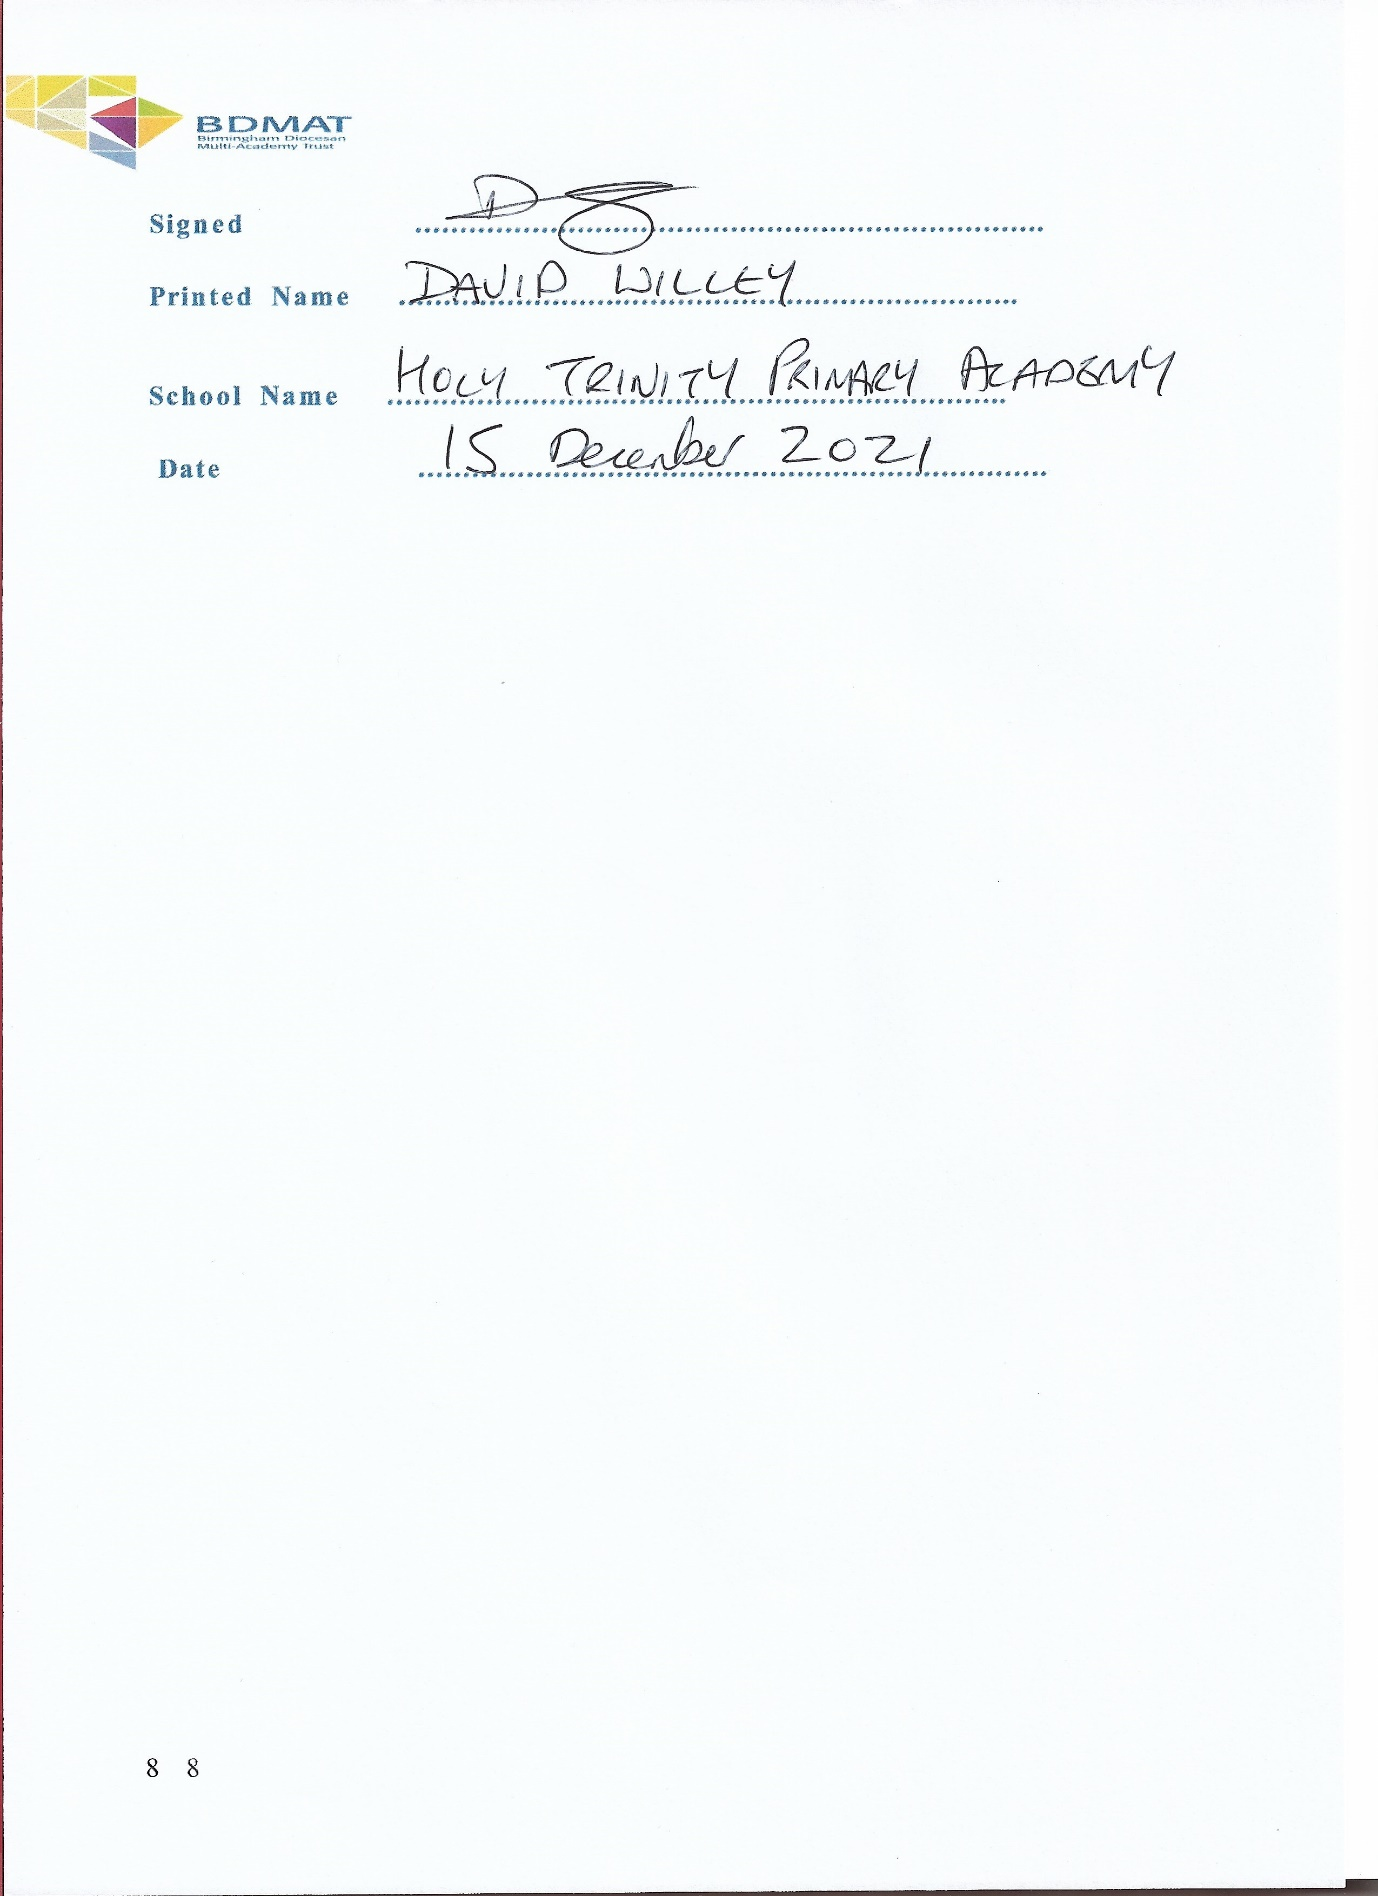 BDMAT
Birmingham Diocesan
Multi-Academy Trust
Signed
Printed Name DAVID WILLEY
School Name HOLY TRINITY PRIMARY ACADEMY
Date 15 December 2021
8 8